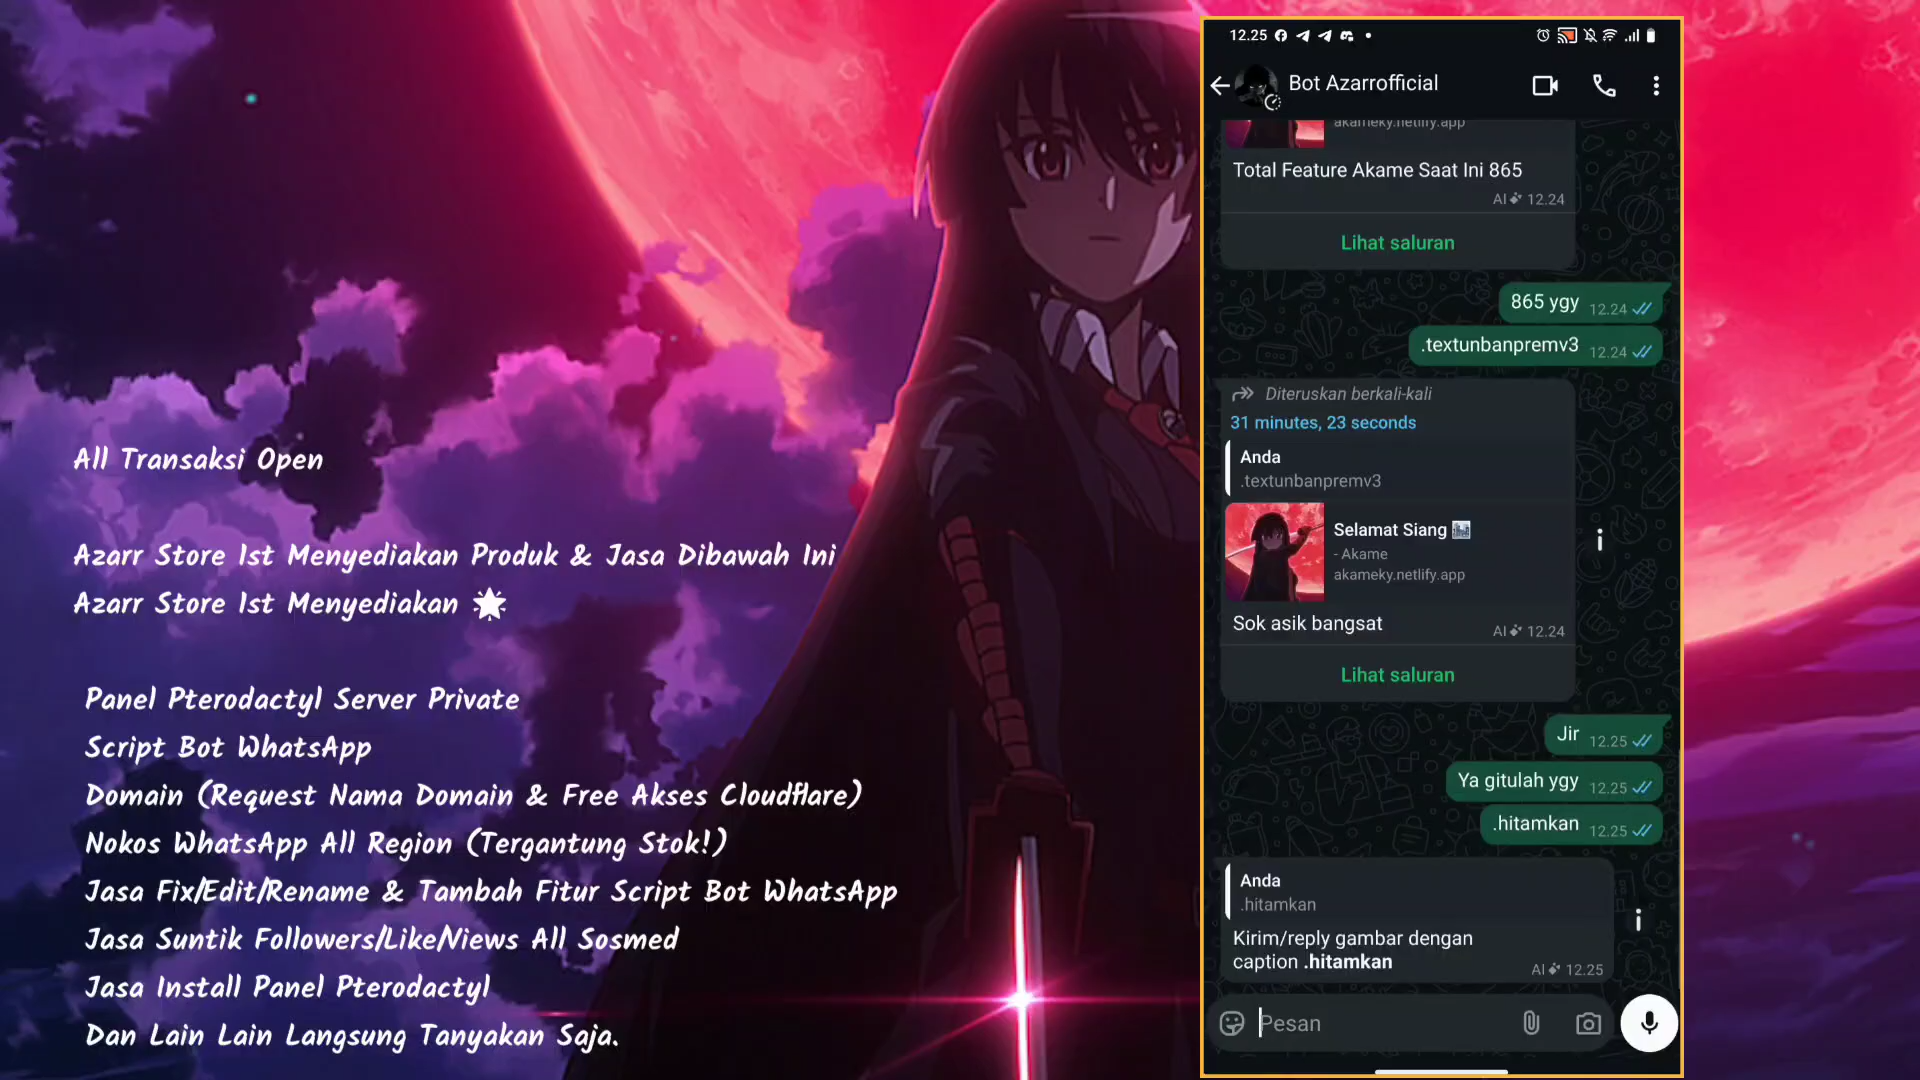 All Transaksi Open
Azarr Store 1st Menyediakan Produk & Jasa Dibawah Ini
Azarr Store 1st Menyediakan 🌟
Panel Pterodactyl Server Private
Script Bot WhatsApp
Domain (Request Nama Domain & Free Akses Cloudflare)
Nokos WhatsApp All Region (Tergantung Stok!)
Jasa Fix/Edit/Rename & Tambah Fitur Script Bot WhatsApp
Jasa Suntik Followers/Like/Views All Sosmed
Jasa Install Panel Pterodactyl
Dan Lain Lain Langsung Tanyakan Saja.
12.25
Bot Azarrofficial
akameky.netlify.app
Total Feature Akame Saat Ini 865
AI 12.24
Lihat saluran
865 ygy 12.24
.textunbanpremv3 12.24
Diteruskan berkali-kali
31 minutes, 23 seconds
Anda
.textunbanpremv3
Selamat Siang 🏙️
- Akame
akameky.netlify.app
Sok asik bangsat
AI 12.24
Lihat saluran
Jir 12.25
Ya gitulah ygy 12.25
.hitamkan 12.25
Anda
.hitamkan
Kirim/reply gambar dengan
caption .hitamkan
AI 12.25
Pesan